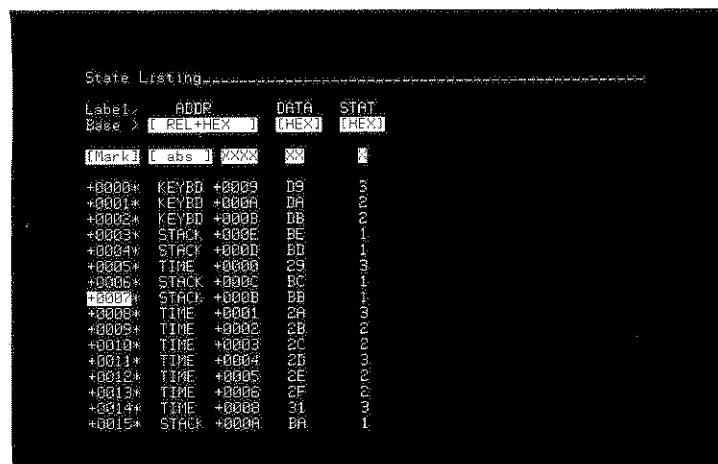 State Listing
Label> ADDR DATA STAT
Base > [ REL+HEX ] [HEX] [HEX]
[Mark] [ abs ] XXXX XX X
+0000* KEYBD +0009 D9 3
+0001* KEYBD +000A DA 2
+0002* KEYBD +000B DB 2
+0003* STACK +000E BE 1
+0004* STACK +000D BD 1
+0005* TIME +0000 29 3
+0006* STACK +000C BC 1
+0007* STACK +000B BB 1
+0008* TIME +0001 2A 3
+0009* TIME +0002 2B 2
+0010* TIME +0003 2C 2
+0011* TIME +0004 2D 3
+0012* TIME +0005 2E 2
+0013* TIME +0006 2F 2
+0014* TIME +0008 31 3
+0015* STACK +000A BA 1